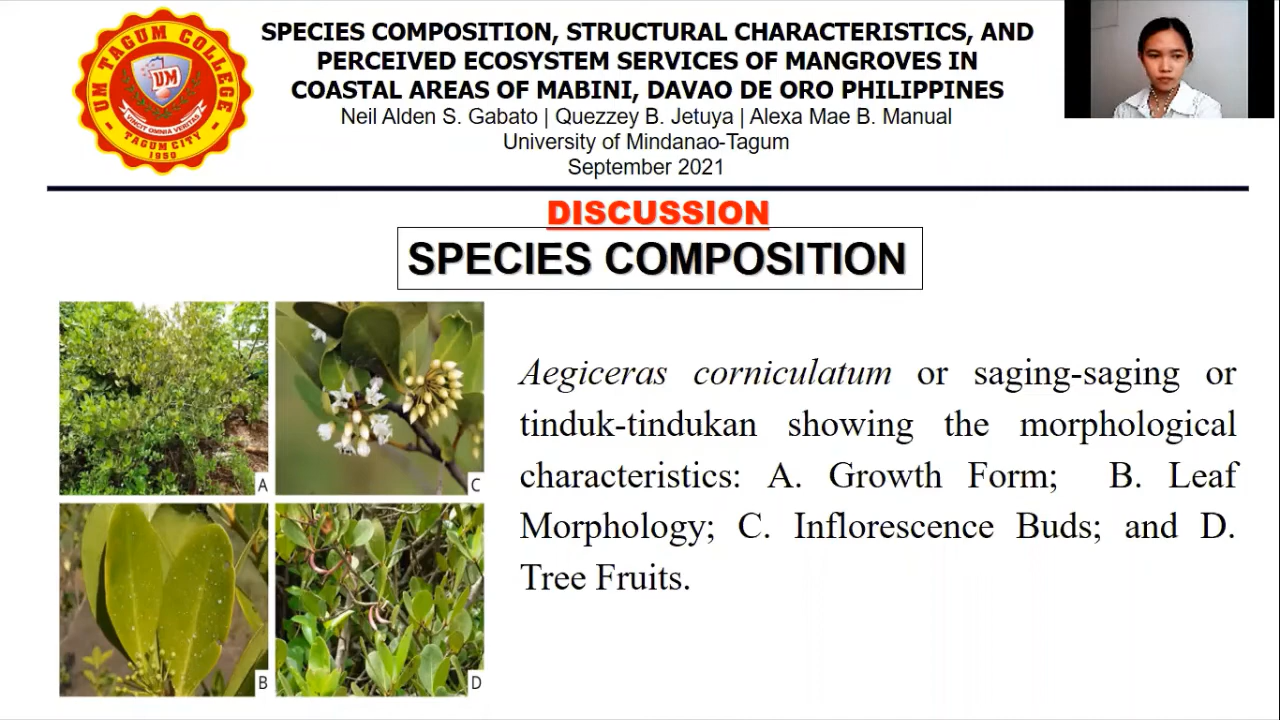 SPECIES COMPOSITION, STRUCTURAL CHARACTERISTICS, AND
PERCEIVED ECOSYSTEM SERVICES OF MANGROVES IN
COASTAL AREAS OF MABINI, DAVAO DE ORO PHILIPPINES
Neil Alden S. Gabato | Quezzey B. Jetuya | Alexa Mae B. Manual
University of Mindanao-Tagum
September 2021
UM TAGUM COLLEGE
UM
VINCIT OMNIA VERITAS
TAGUM CITY
1950
DISCUSSION
SPECIES COMPOSITION
A
C
B
D
Aegiceras corniculatum or saging-saging or
tinduk-tindukan showing the morphological
characteristics: A. Growth Form; B. Leaf
Morphology; C. Inflorescence Buds; and D.
Tree Fruits.